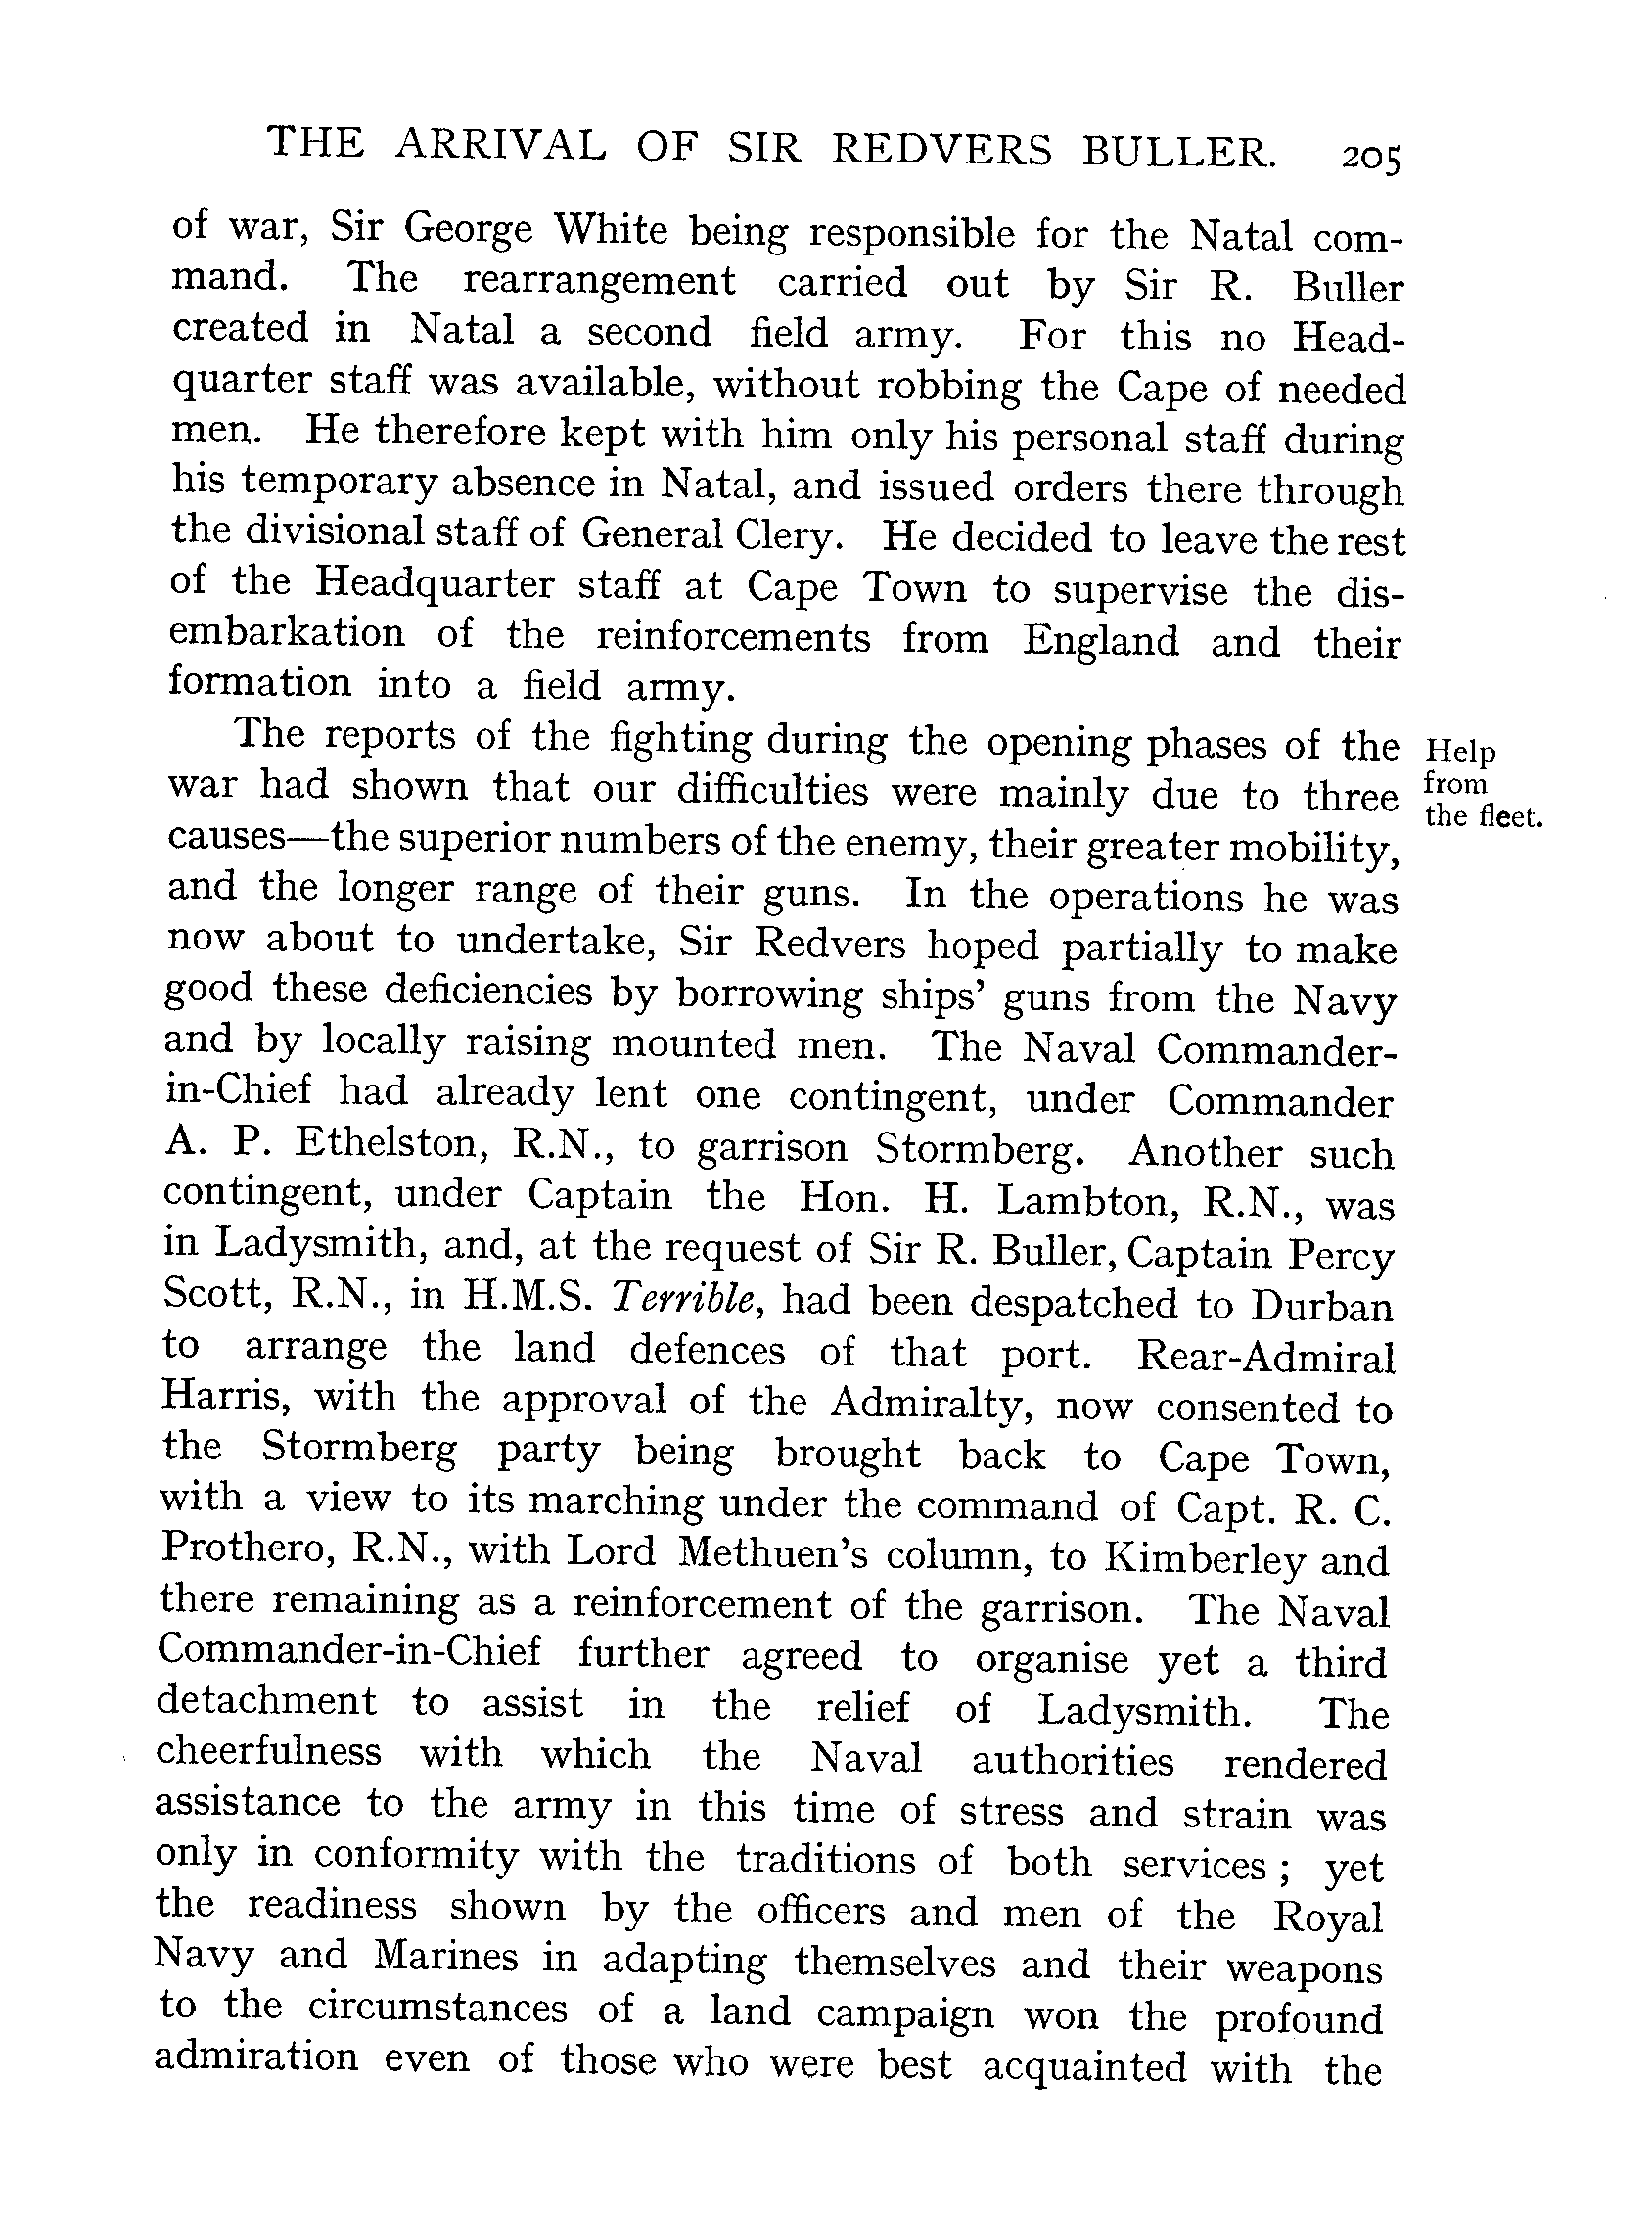 THE ARRIVAL OF SIR REDVERS BULLER. 205
of war, Sir George White being responsible for the Natal com-
mand. The rearrangement carried out by Sir R. Buller
created in Natal a second field army. For this no Head-
quarter staff was available, without robbing the Cape of needed
men. He therefore kept with him only his personal staff during
his temporary absence in Natal, and issued orders there through
the divisional staff of General Clery. He decided to leave the rest
of the Headquarter staff at Cape Town to supervise the dis-
embarkation of the reinforcements from England and their
formation into a field army.
The reports of the fighting during the opening phases of the
war had shown that our difficulties were mainly due to three
causes—the superior numbers of the enemy, their greater mobility,
and the longer range of their guns. In the operations he was
now about to undertake, Sir Redvers hoped partially to make
good these deficiencies by borrowing ships' guns from the Navy
and by locally raising mounted men. The Naval Commander-
in-Chief had already lent one contingent, under Commander
A. P. Ethelston, R.N., to garrison Stormberg. Another such
contingent, under Captain the Hon. H. Lambton, R.N., was
in Ladysmith, and, at the request of Sir R. Buller, Captain Percy
Scott, R.N., in H.M.S. Terrible, had been despatched to Durban
to arrange the land defences of that port. Rear-Admiral
Harris, with the approval of the Admiralty, now consented to
the Stormberg party being brought back to Cape Town,
with a view to its marching under the command of Capt. R. C.
Prothero, R.N., with Lord Methuen's column, to Kimberley and
there remaining as a reinforcement of the garrison. The Naval
Commander-in-Chief further agreed to organise yet a third
detachment to assist in the relief of Ladysmith. The
cheerfulness with which the Naval authorities rendered
assistance to the army in this time of stress and strain was
only in conformity with the traditions of both services ; yet
the readiness shown by the officers and men of the Royal
Navy and Marines in adapting themselves and their weapons
to the circumstances of a land campaign won the profound
admiration even of those who were best acquainted with the
Help
from
the fleet.